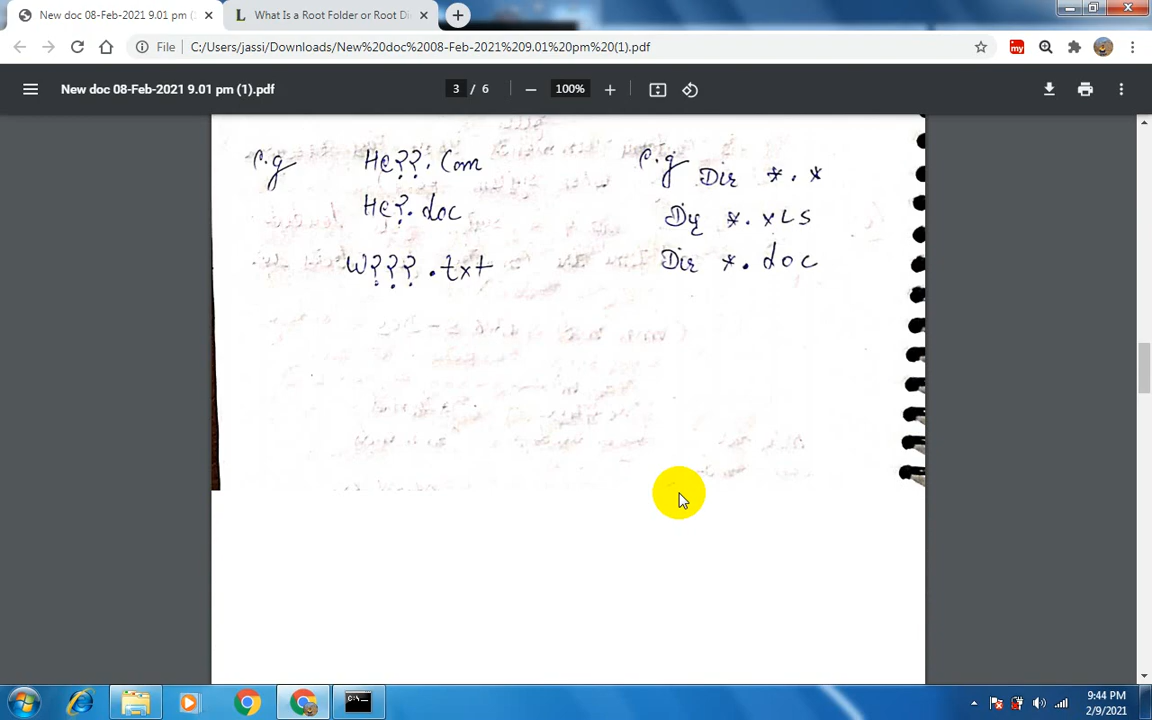 New doc 08-Feb-2021 9.01 pm (
What Is a Root Folder or Root Di
File
C:/Users/jassi/Downloads/New%20doc%2008-Feb-2021%209.01%20pm%20(1).pdf
my
New doc 08-Feb-2021 9.01 pm (1).pdf
3 / 6
100%
e.g He??.Com
He?.doc
W???.txt
e.g Dir *.*
Dir *.xLS
Dir *.doc
9:44 PM
2/9/2021